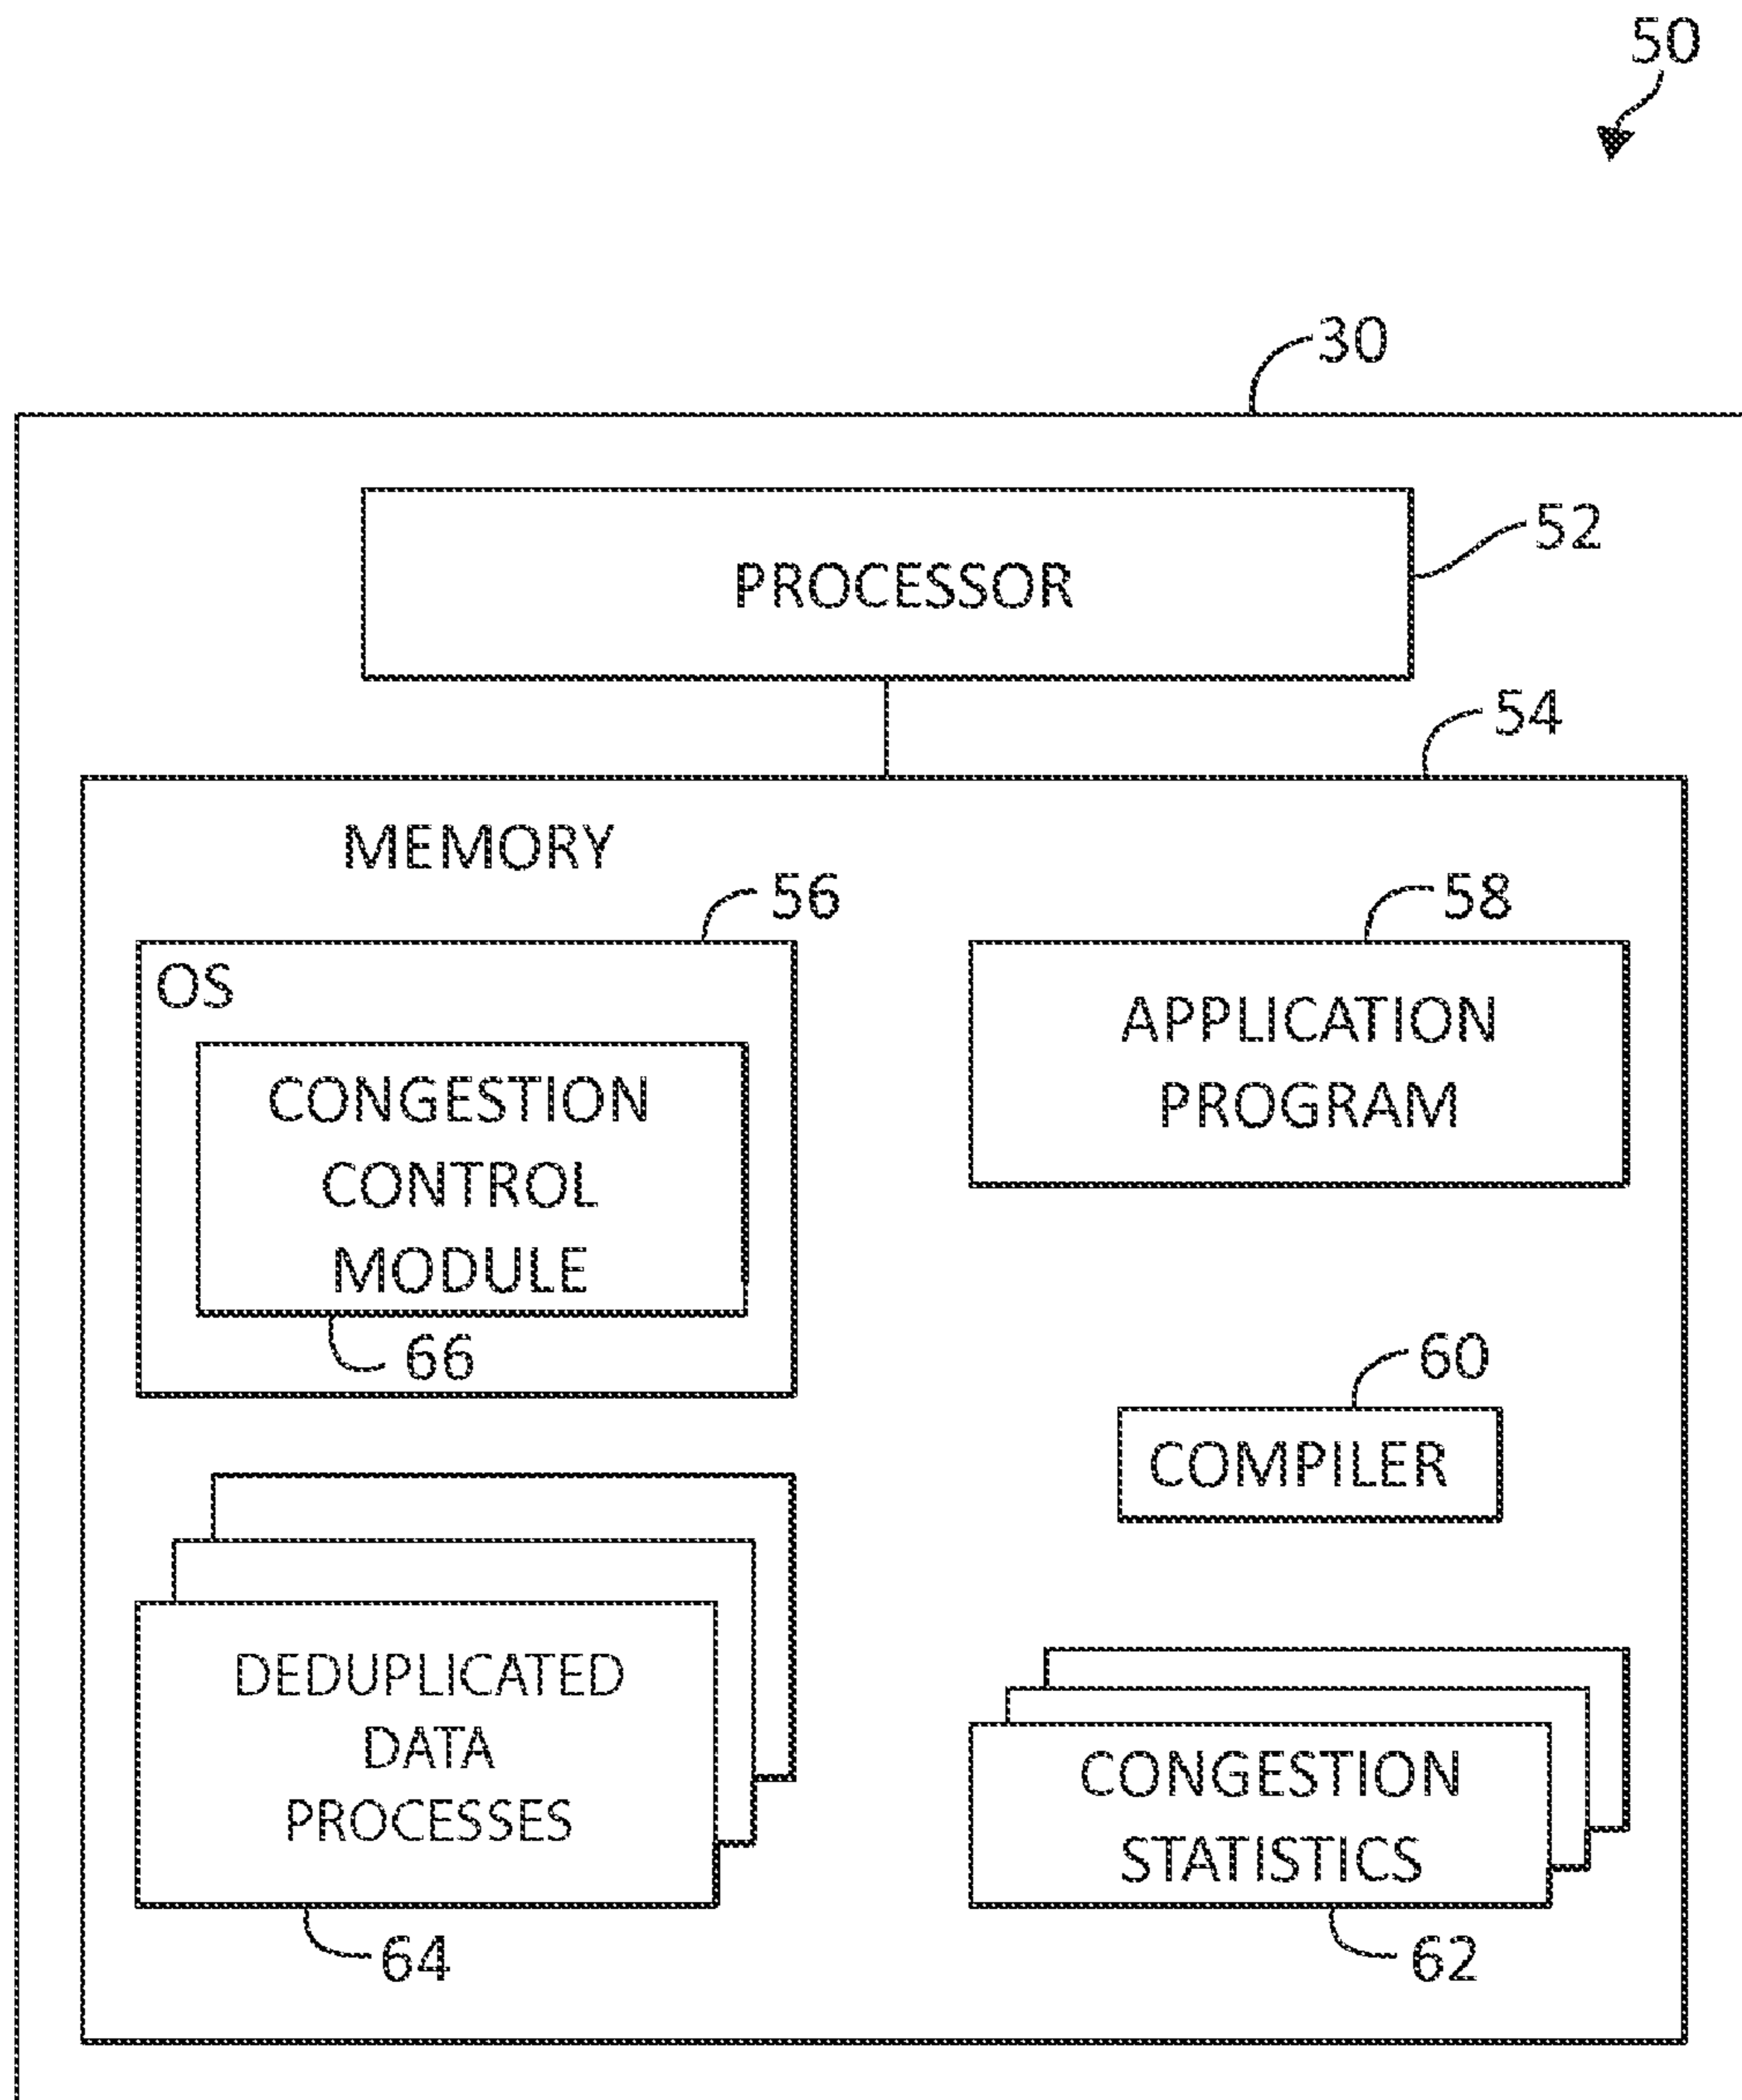 50
30
PROCESSOR
52
54
MEMORY
56
58
OS
CONGESTION
CONTROL
MODULE
66
APPLICATION
PROGRAM
60
COMPILER
DEDUPLICATED
DATA
PROCESSES
64
CONGESTION
STATISTICS
62